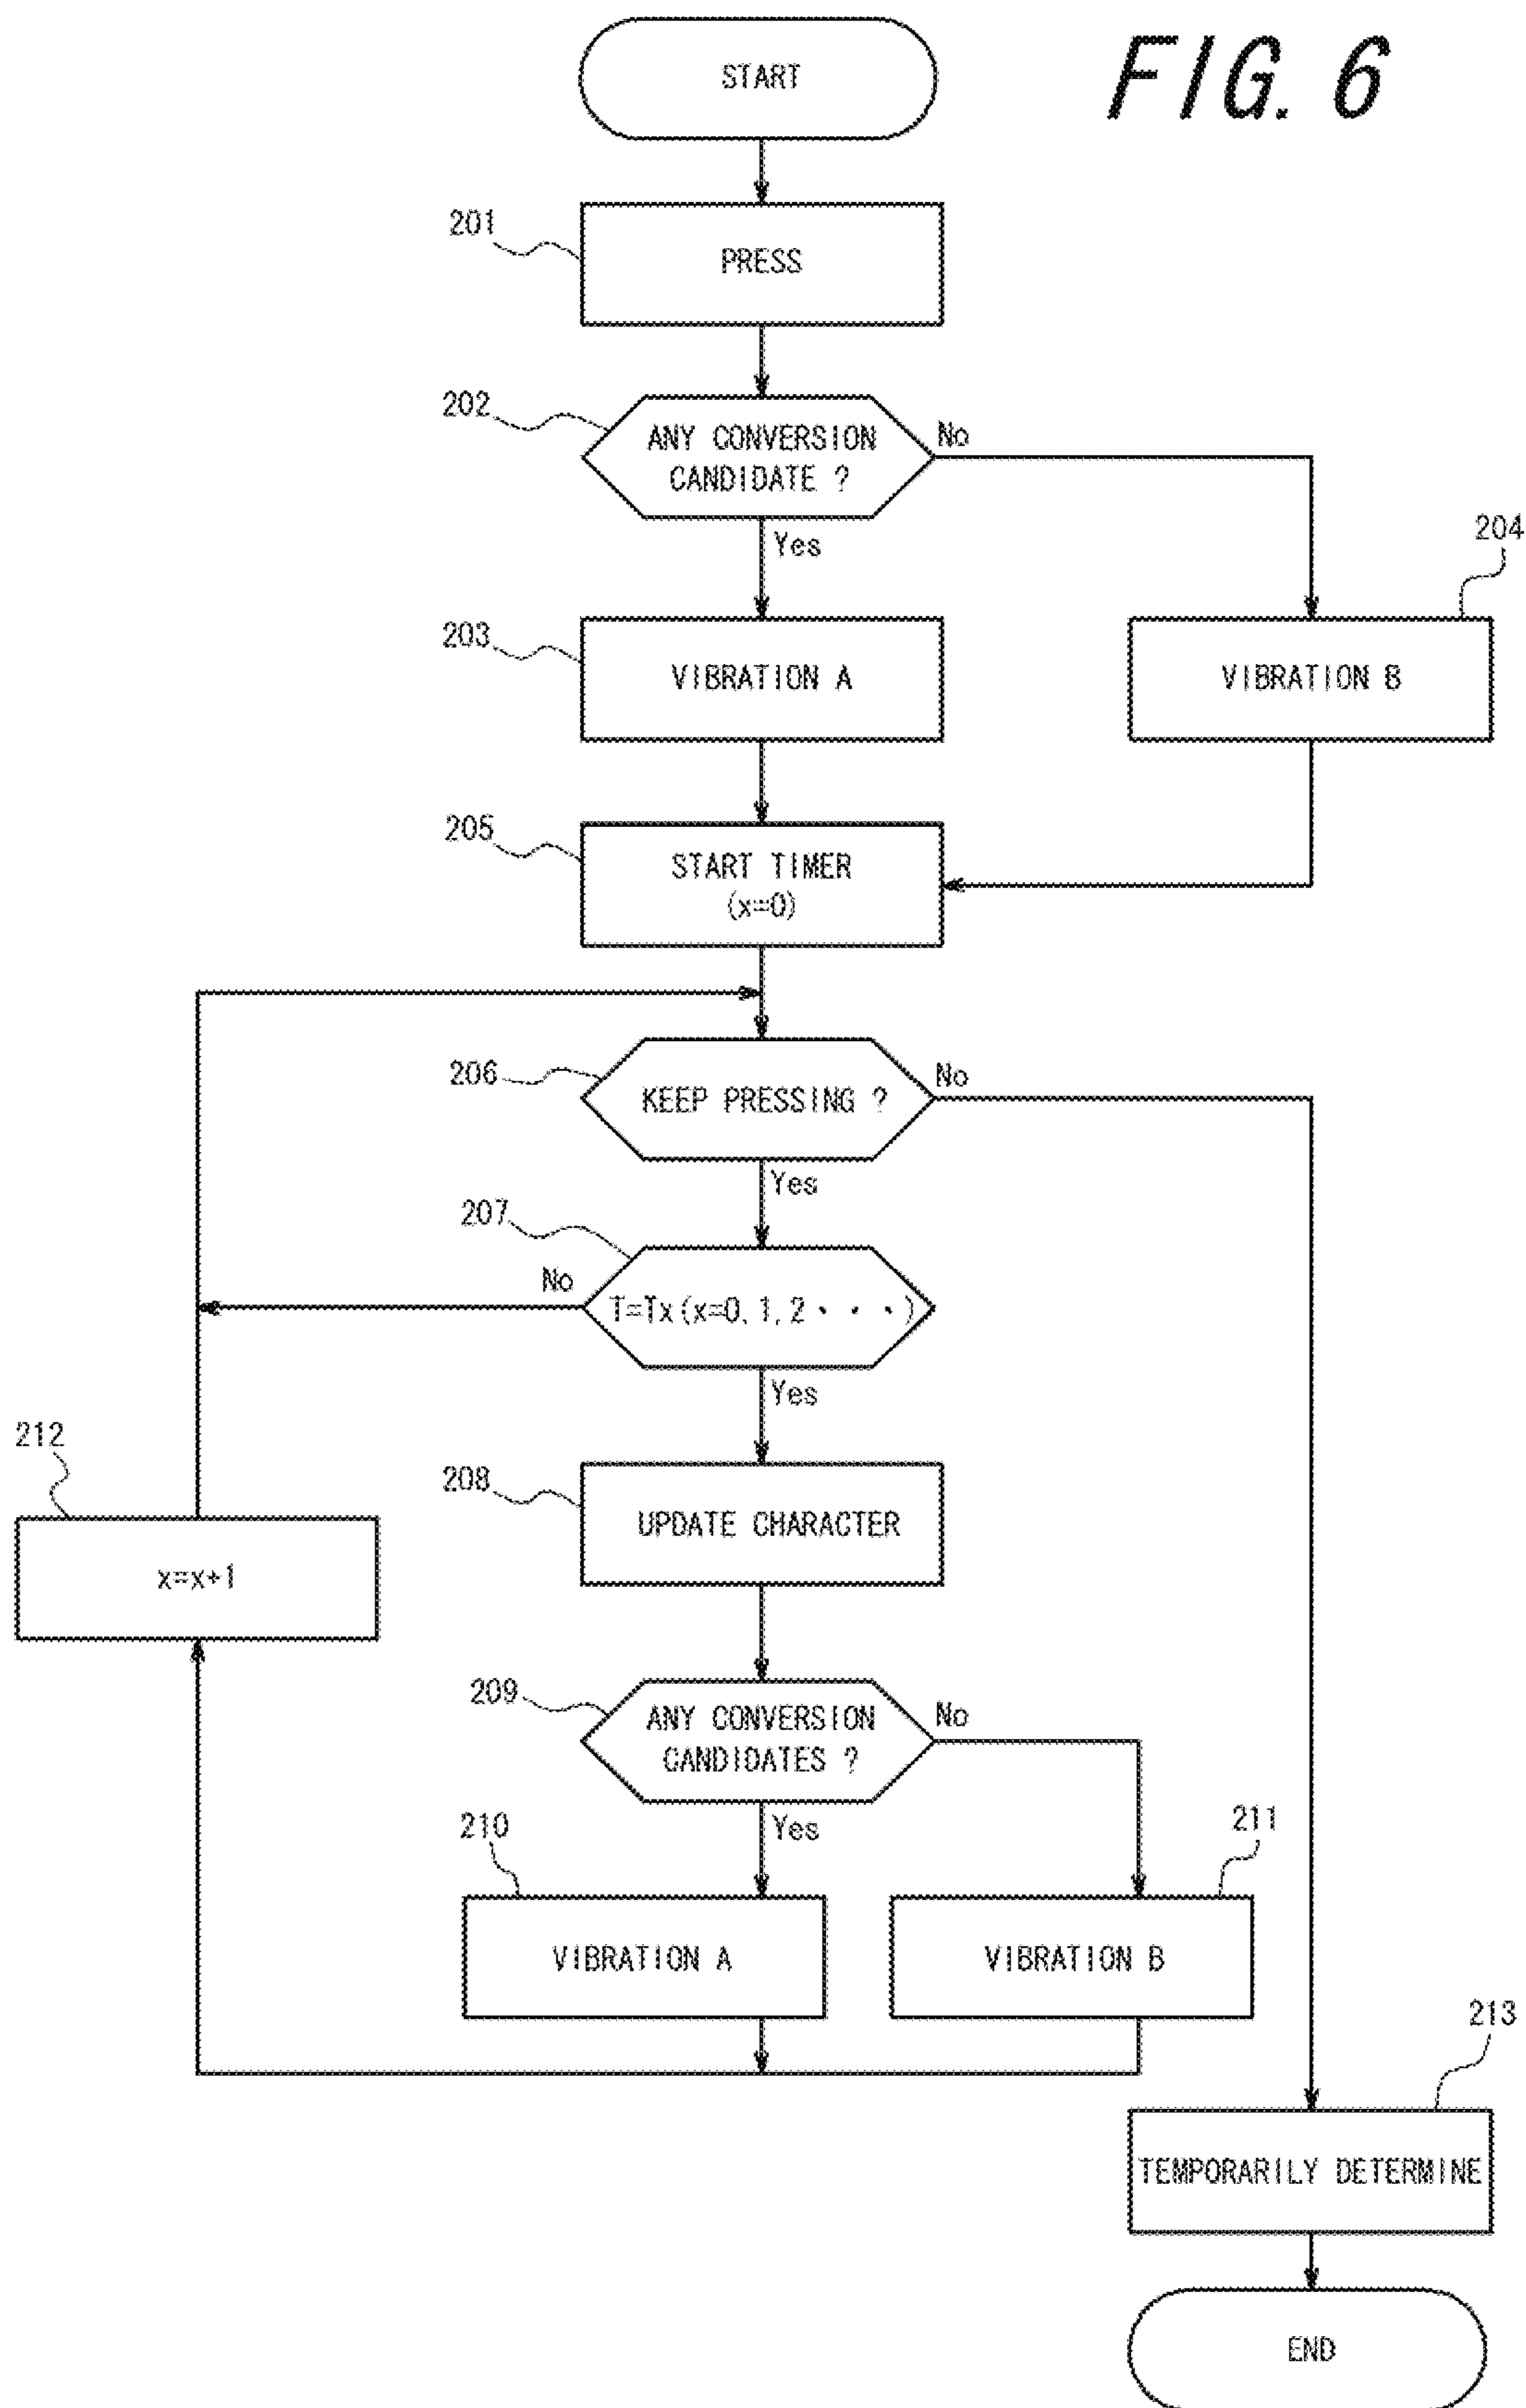 FIG. 6
START
201
PRESS
202
ANY CONVERSION
CANDIDATE ?
No
Yes
204
203
VIBRATION A
VIBRATION B
205
START TIMER
(x=0)
206
KEEP PRESSING ?
No
Yes
207
No
T=Tx(x=0,1,2・・・)
Yes
212
x=x+1
208
UPDATE CHARACTER
209
ANY CONVERSION
CANDIDATES ?
No
Yes
210
211
VIBRATION A
VIBRATION B
213
TEMPORARILY DETERMINE
END